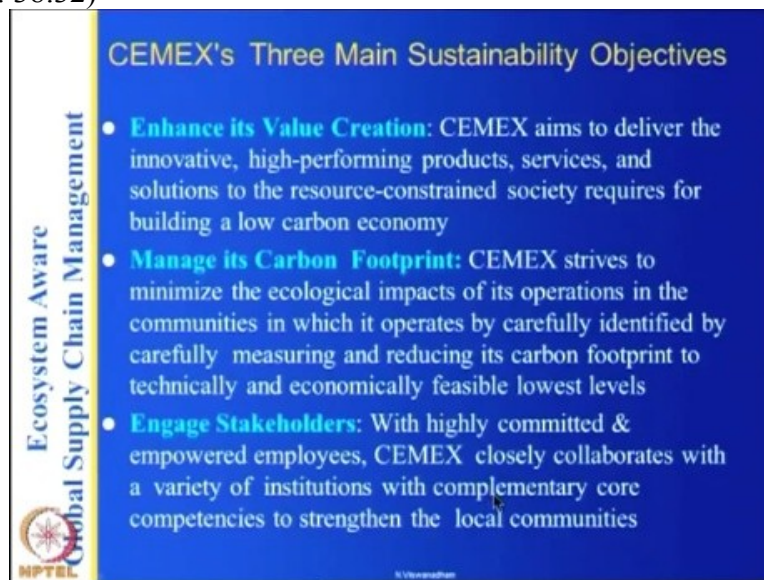 CEMEX's Three Main Sustainability Objectives
Ecosystem Aware
Global Supply Chain Management
● Enhance its Value Creation: CEMEX aims to deliver the
innovative, high-performing products, services, and
solutions to the resource-constrained society requires for
building a low carbon economy
● Manage its Carbon Footprint: CEMEX strives to
minimize the ecological impacts of its operations in the
communities in which it operates by carefully identified by
carefully measuring and reducing its carbon footprint to
technically and economically feasible lowest levels
● Engage Stakeholders: With highly committed &
empowered employees, CEMEX closely collaborates with
a variety of institutions with complementary core
competencies to strengthen the local communities
NPTEL
N.Viswanadham